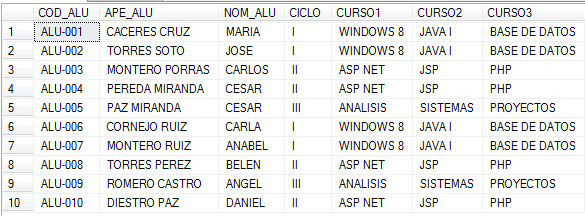 COD_ALU APE_ALU NOM_ALU CICLO CURSO1 CURSO2 CURSO3
1 ALU-001 CACERES CRUZ MARIA I WINDOWS 8 JAVA I BASE DE DATOS
2 ALU-002 TORRES SOTO JOSE I WINDOWS 8 JAVA I BASE DE DATOS
3 ALU-003 MONTERO PORRAS CARLOS II ASP NET JSP PHP
4 ALU-004 PEREDA MIRANDA CESAR II ASP NET JSP PHP
5 ALU-005 PAZ MIRANDA CESAR III ANALISIS SISTEMAS PROYECTOS
6 ALU-006 CORNEJO RUIZ CARLA I WINDOWS 8 JAVA I BASE DE DATOS
7 ALU-007 MONTERO RUIZ ANABEL I WINDOWS 8 JAVA I BASE DE DATOS
8 ALU-008 TORRES PEREZ BELEN II ASP NET JSP PHP
9 ALU-009 ROMERO CASTRO ANGEL III ANALISIS SISTEMAS PROYECTOS
10 ALU-010 DIESTRO PAZ DANIEL II ASP NET JSP PHP